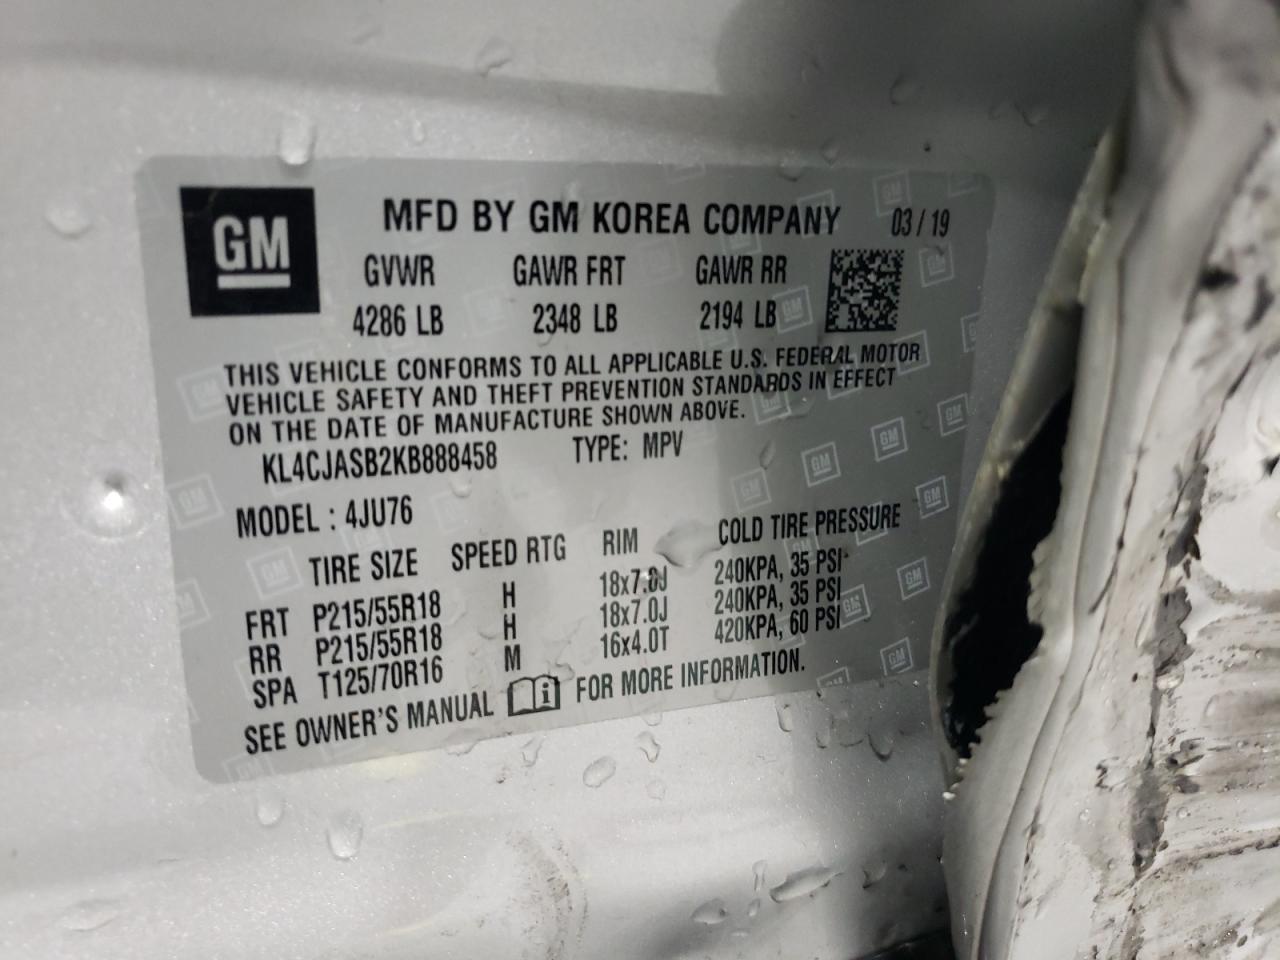 GM
MFD BY GM KOREA COMPANY 03 / 19
GVWR GAWR FRT GAWR RR
4286 LB 2348 LB 2194 LB
THIS VEHICLE CONFORMS TO ALL APPLICABLE U.S. FEDERAL MOTOR
VEHICLE SAFETY AND THEFT PREVENTION STANDARDS IN EFFECT
ON THE DATE OF MANUFACTURE SHOWN ABOVE.
KL4CJASB2KB888458 TYPE: MPV
MODEL : 4JU76
TIRE SIZE SPEED RTG RIM COLD TIRE PRESSURE
FRT P215/55R18 H 18x7.0J 240KPA, 35 PSI
RR P215/55R18 H 18x7.0J 240KPA, 35 PSI
SPA T125/70R16 M 16x4.0T 420KPA, 60 PSI
SEE OWNER'S MANUAL i FOR MORE INFORMATION.